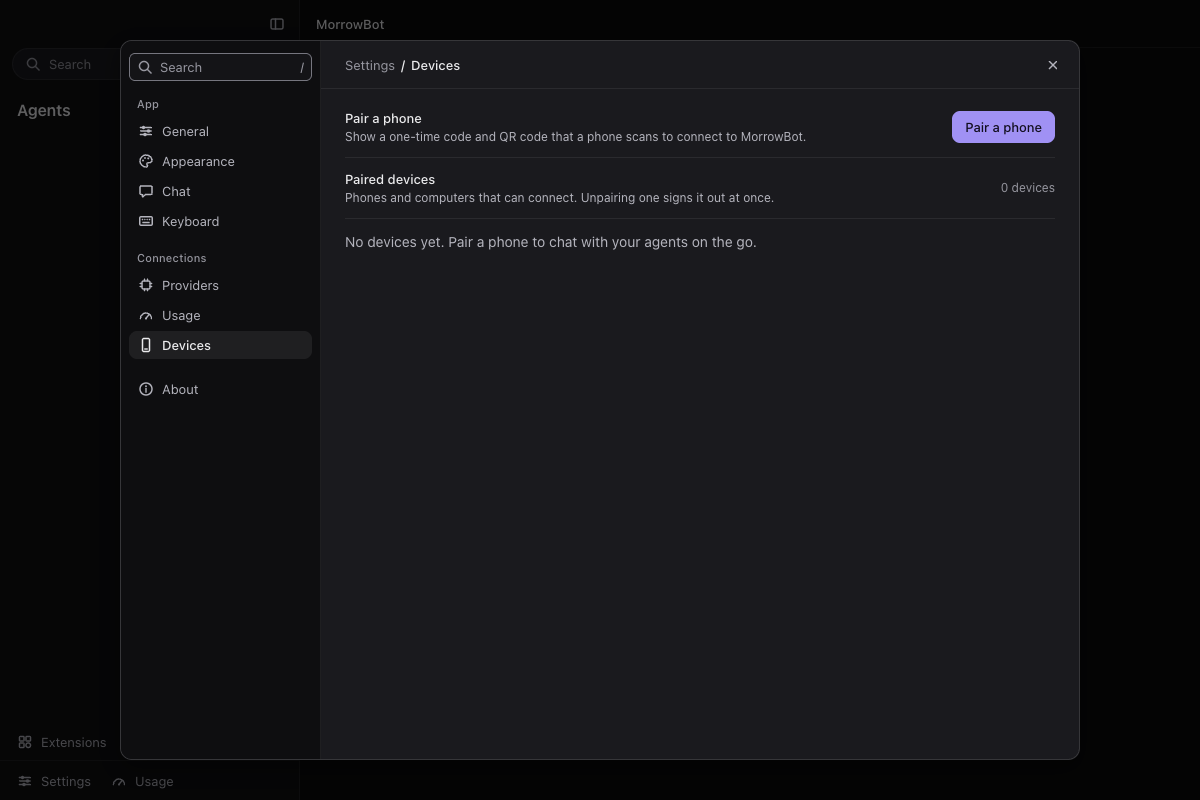 MorrowBot
Search
Agents
Extensions
Settings
Usage
Search /
App
General
Appearance
Chat
Keyboard
Connections
Providers
Usage
Devices
About
Settings / Devices
Pair a phone
Show a one-time code and QR code that a phone scans to connect to MorrowBot.
Pair a phone
Paired devices
Phones and computers that can connect. Unpairing one signs it out at once.
0 devices
No devices yet. Pair a phone to chat with your agents on the go.